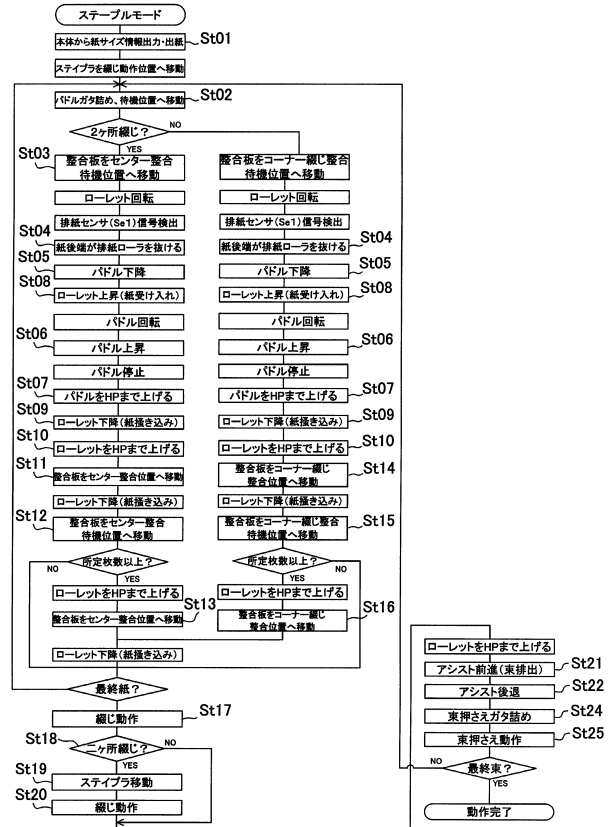 ステープルモード
本体から紙サイズ情報出力・出紙
St01
ステイプラを綴じ動作位置へ移動
St02
パドルガタ詰め、待機位置へ移動
2ヶ所綴じ?
NO
YES
St03
整合板をセンター整合
待機位置へ移動
ローレット回転
排紙センサ(Se1)信号検出
St04
紙後端が排紙ローラを抜ける
St05
パドル下降
St08
ローレット上昇(紙受け入れ)
パドル回転
St06
パドル上昇
パドル停止
St07
パドルをHPまで上げる
St09
ローレット下降(紙掻き込み)
St10
ローレットをHPまで上げる
St11
整合板をセンター整合位置へ移動
ローレット下降(紙掻き込み)
St12
整合板をセンター整合
待機位置へ移動
所定枚数以上?
NO
YES
ローレットをHPまで上げる
St13
整合板をセンター整合位置へ移動
整合板をコーナー綴じ整合
待機位置へ移動
ローレット回転
排紙センサ(Se1)信号検出
St04
紙後端が排紙ローラを抜ける
St05
パドル下降
St08
ローレット上昇(紙受け入れ)
パドル回転
St06
パドル上昇
パドル停止
St07
パドルをHPまで上げる
St09
ローレット下降(紙掻き込み)
St10
ローレットをHPまで上げる
St14
整合板をコーナー綴じ
整合位置へ移動
ローレット下降(紙掻き込み)
St15
整合板をコーナー綴じ整合
待機位置へ移動
所定枚数以上?
NO
YES
ローレットをHPまで上げる
St16
整合板をコーナー綴じ
整合位置へ移動
ローレット下降(紙掻き込み)
最終紙?
St17
綴じ動作
St18
二ヶ所綴じ?
NO
YES
St19
ステイプラ移動
St20
綴じ動作
ローレットをHPまで上げる
St21
アシスト前進(束排出)
St22
アシスト後退
St24
束押さえガタ詰め
St25
束押さえ動作
NO
最終束?
YES
動作完了